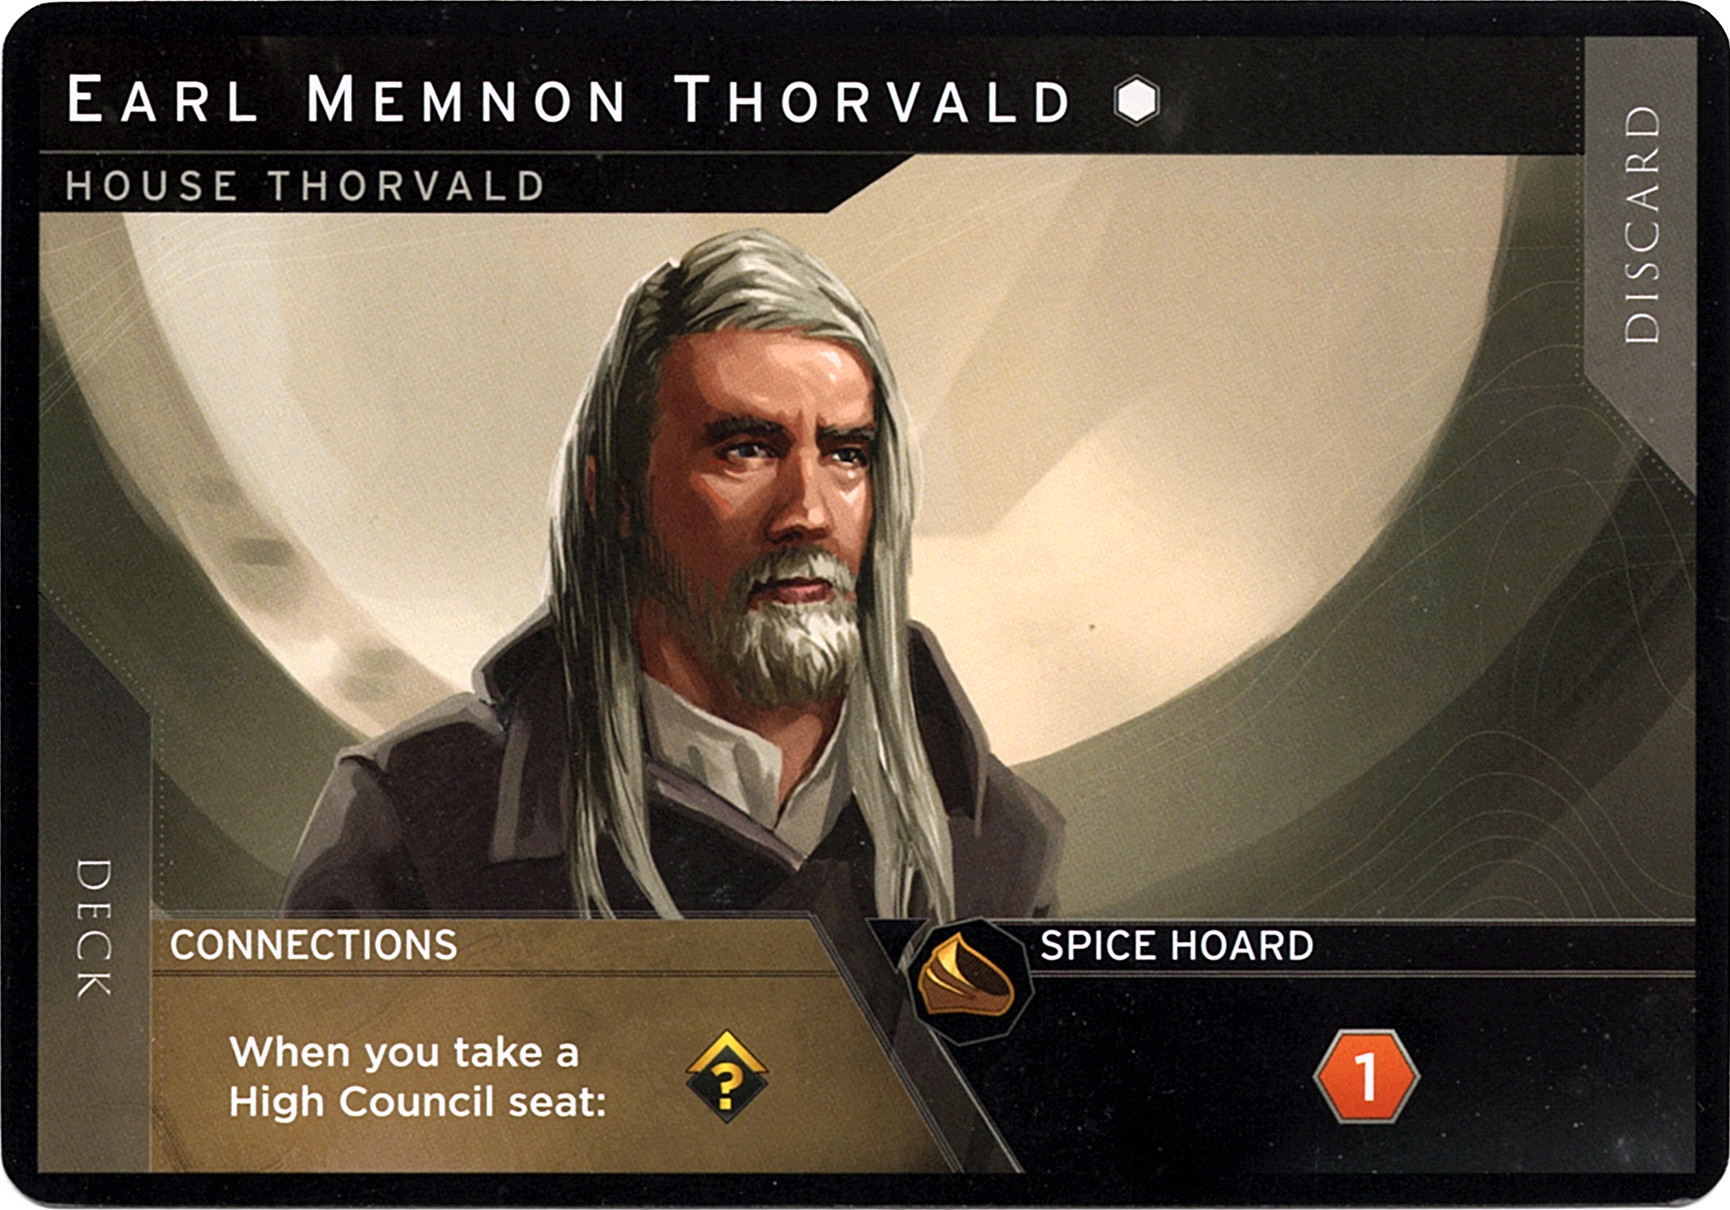 EARL MEMNON THORVALD
HOUSE THORVALD
DISCARD
DECK
CONNECTIONS
When you take a
High Council seat:
?
SPICE HOARD
1